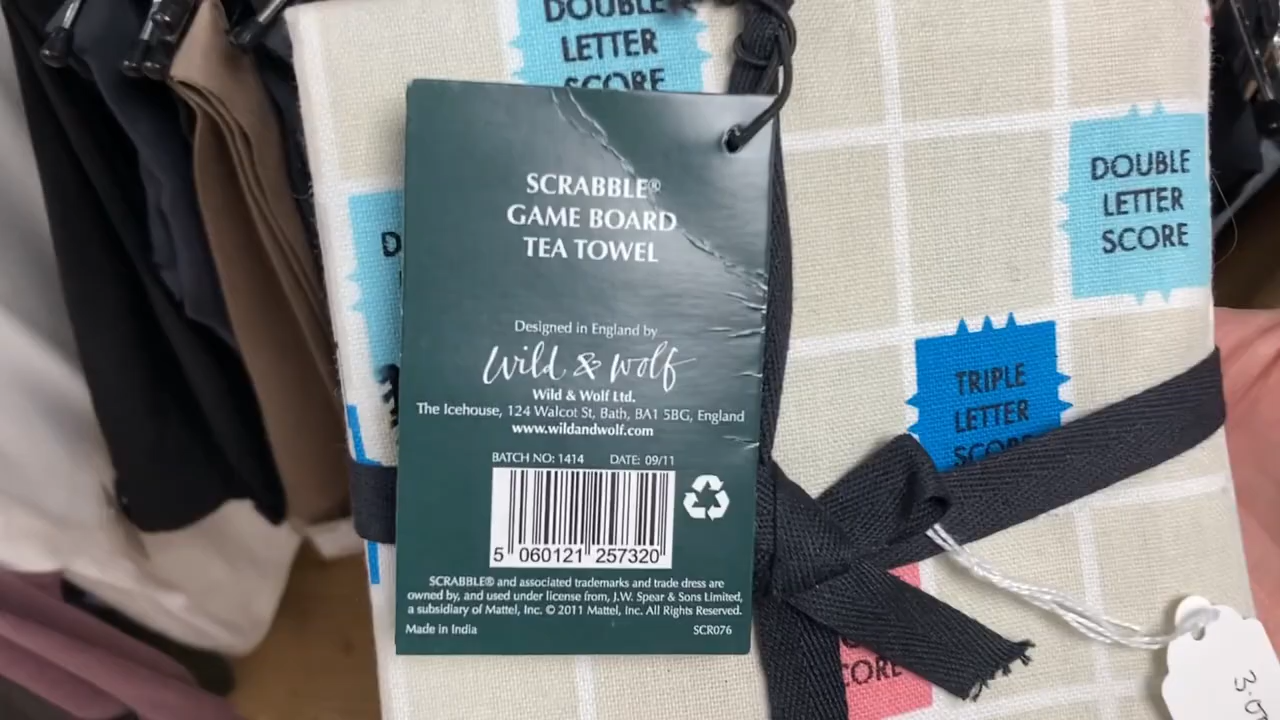 DOUBLE
LETTER
SCORE
DOUBLE
LETTER
SCORE
TRIPLE
LETTER
SCORE
SCRABBLE®
GAME BOARD
TEA TOWEL
Designed in England by
wild & wolf
Wild & Wolf Ltd.
The Icehouse, 124 Walcot St, Bath, BA1 5BG, England
www.wildandwolf.com
BATCH NO: 1414 DATE: 09/11
5 060121 257320
SCRABBLE® and associated trademarks and trade dress are
owned by, and used under license from, J.W. Spear & Sons Limited,
a subsidiary of Mattel, Inc. © 2011 Mattel, Inc. All Rights Reserved.
Made in India SCR076